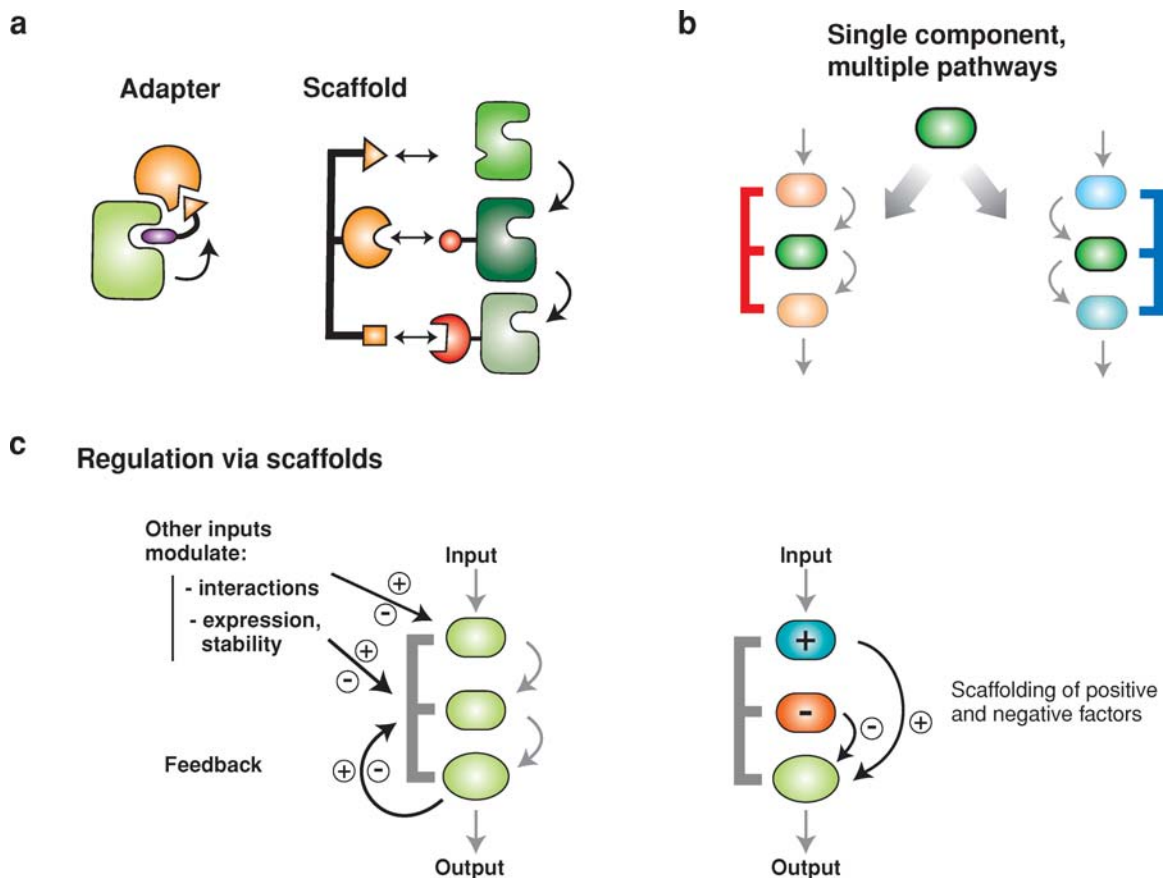 a
Adapter
Scaffold
b
Single component,
multiple pathways
c
Regulation via scaffolds
Other inputs
modulate:
- interactions
- expression,
stability
+
-
+
-
Feedback
+ -
Input
Output
Input
+
-
-
+
Scaffolding of positive
and negative factors
Output